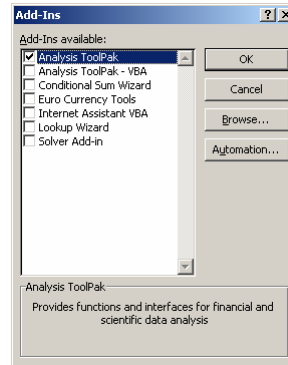 Add-Ins
Add-Ins available:
Analysis ToolPak
Analysis ToolPak - VBA
Conditional Sum Wizard
Euro Currency Tools
Internet Assistant VBA
Lookup Wizard
Solver Add-in
OK
Cancel
Browse...
Automation...
Analysis ToolPak
Provides functions and interfaces for financial and
scientific data analysis